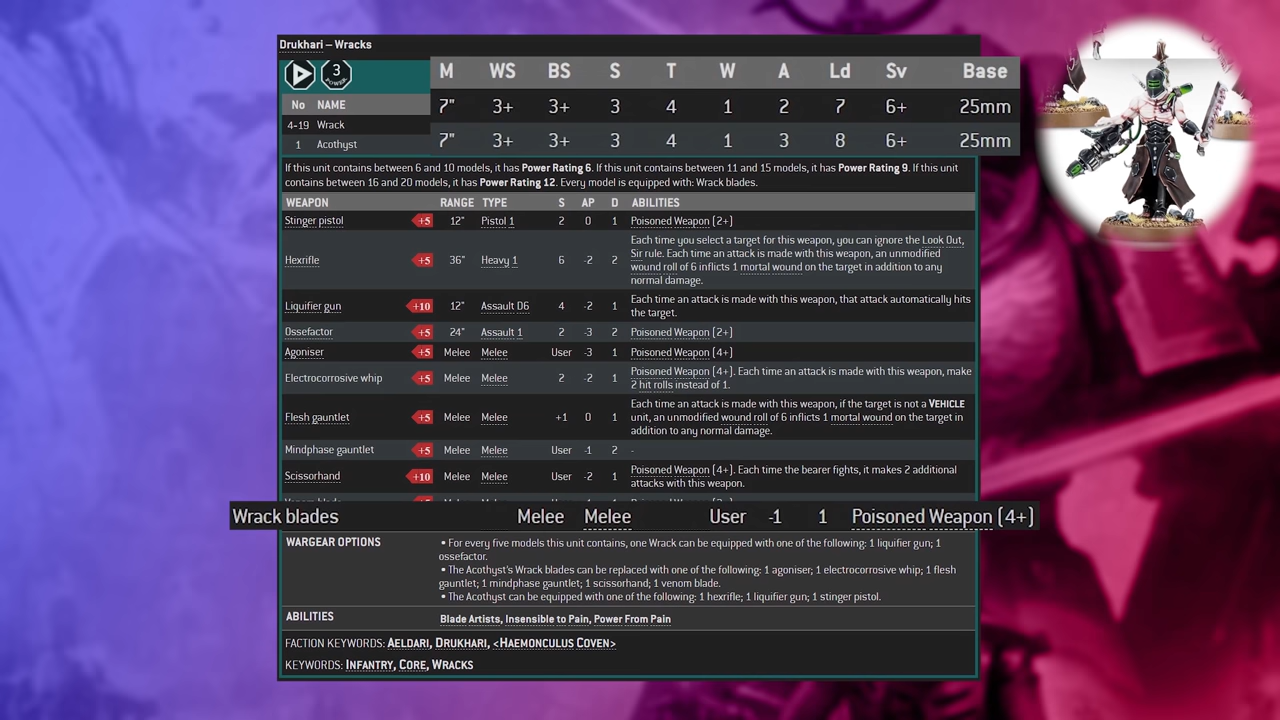 Drukhari – Wracks
3
POWER
M WS BS S T W A Ld Sv Base
No NAME
7" 3+ 3+ 3 4 1 2 7 6+ 25mm
4-19 Wrack
7" 3+ 3+ 3 4 1 3 8 6+ 25mm
1 Acothyst
If this unit contains between 6 and 10 models, it has Power Rating 6. If this unit contains between 11 and 15 models, it has Power Rating 9. If this unit
contains between 16 and 20 models, it has Power Rating 12. Every model is equipped with: Wrack blades.
WEAPON RANGE TYPE S AP D ABILITIES
Stinger pistol +5 12" Pistol 1 2 0 1 Poisoned Weapon (2+)
Each time you select a target for this weapon, you can ignore the Look Out,
Sir rule. Each time an attack is made with this weapon, an unmodified
Hexrifle +5 36" Heavy 1 6 -2 2
wound roll of 6 inflicts 1 mortal wound on the target in addition to any
normal damage.
Liquifier gun +10 12" Assault D6 4 -2 1 Each time an attack is made with this weapon, that attack automatically hits
the target.
Ossefactor +5 24" Assault 1 2 -3 2 Poisoned Weapon (2+)
Agoniser +5 Melee Melee User -3 1 Poisoned Weapon (4+)
Electrocorrosive whip +5 Melee Melee 2 -2 1 Poisoned Weapon (4+). Each time an attack is made with this weapon, make
2 hit rolls instead of 1.
Each time an attack is made with this weapon, if the target is not a VEHICLE
Flesh gauntlet +5 Melee Melee +1 0 1 unit, an unmodified wound roll of 6 inflicts 1 mortal wound on the target in
addition to any normal damage.
Mindphase gauntlet +5 Melee Melee User -1 2 -
Scissorhand +10 Melee Melee User -2 1 Poisoned Weapon (4+). Each time the bearer fights, it makes 2 additional
attacks with this weapon.
Wrack blades Melee Melee User -1 1 Poisoned Weapon (4+)
WARGEAR OPTIONS ▪ For every five models this unit contains, one Wrack can be equipped with one of the following: 1 liquifier gun; 1
ossefactor.
▪ The Acothyst's Wrack blades can be replaced with one of the following: 1 agoniser; 1 electrocorrosive whip; 1 flesh
gauntlet; 1 mindphase gauntlet; 1 scissorhand; 1 venom blade.
▪ The Acothyst can be equipped with one of the following: 1 hexrifle; 1 liquifier gun; 1 stinger pistol.
ABILITIES Blade Artists, Insensible to Pain, Power From Pain
FACTION KEYWORDS: AELDARI, DRUKHARI, <HAEMONCULUS COVEN>
KEYWORDS: INFANTRY, CORE, WRACKS